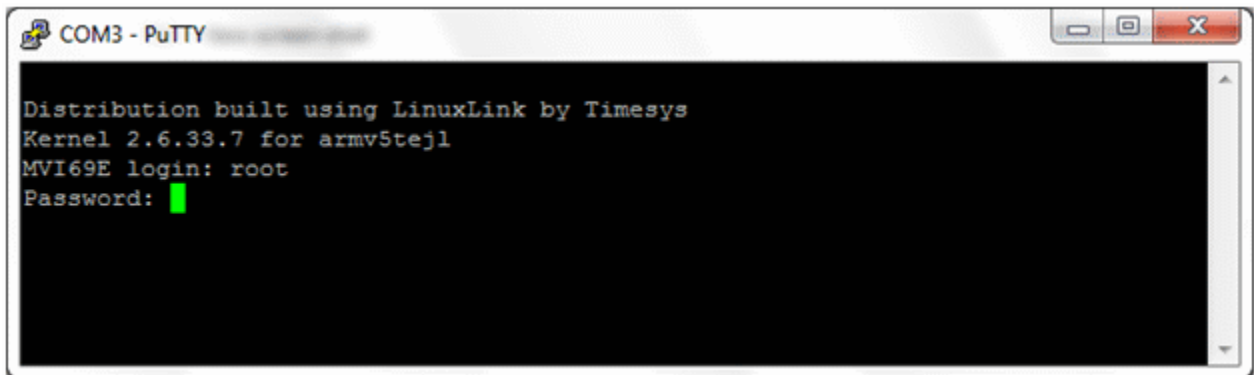 COM3 - PuTTY
Distribution built using LinuxLink by Timesys
Kernel 2.6.33.7 for armv5tejl
MVI69E login: root
Password: